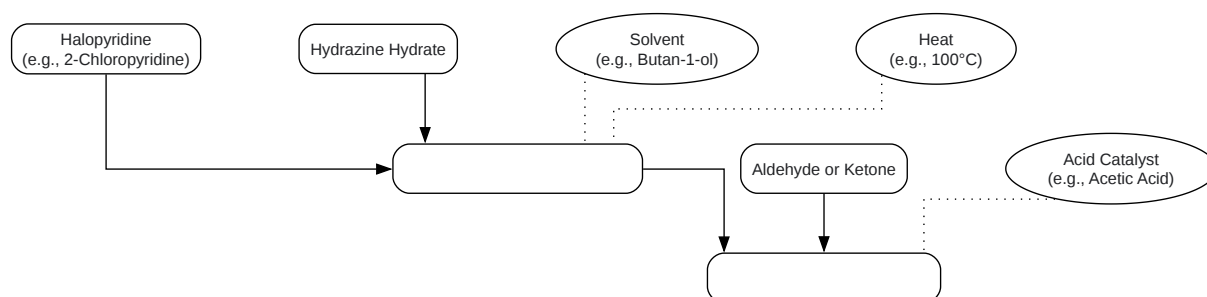 Halopyridine
(e.g., 2-Chloropyridine)
Hydrazine Hydrate
Solvent
(e.g., Butan-1-ol)
Heat
(e.g., 100°C)
Aldehyde or Ketone
Acid Catalyst
(e.g., Acetic Acid)